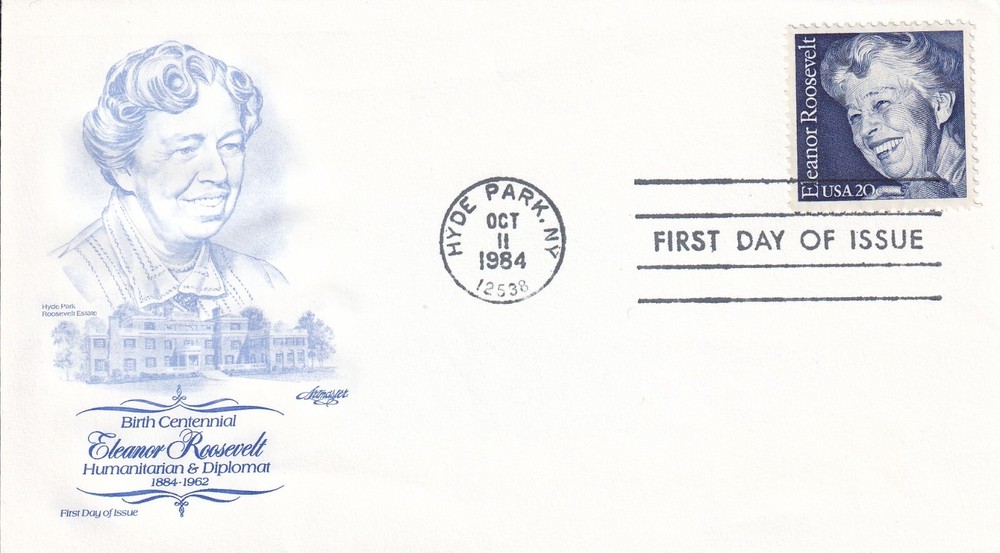 Eleanor Roosevelt
USA 20c
HYDE PARK, NY
OCT
11
1984
12538
FIRST DAY OF ISSUE
Hyde Park
Roosevelt Estate
Artmaster
Birth Centennial
Eleanor Roosevelt
Humanitarian & Diplomat
1884-1962
First Day of Issue